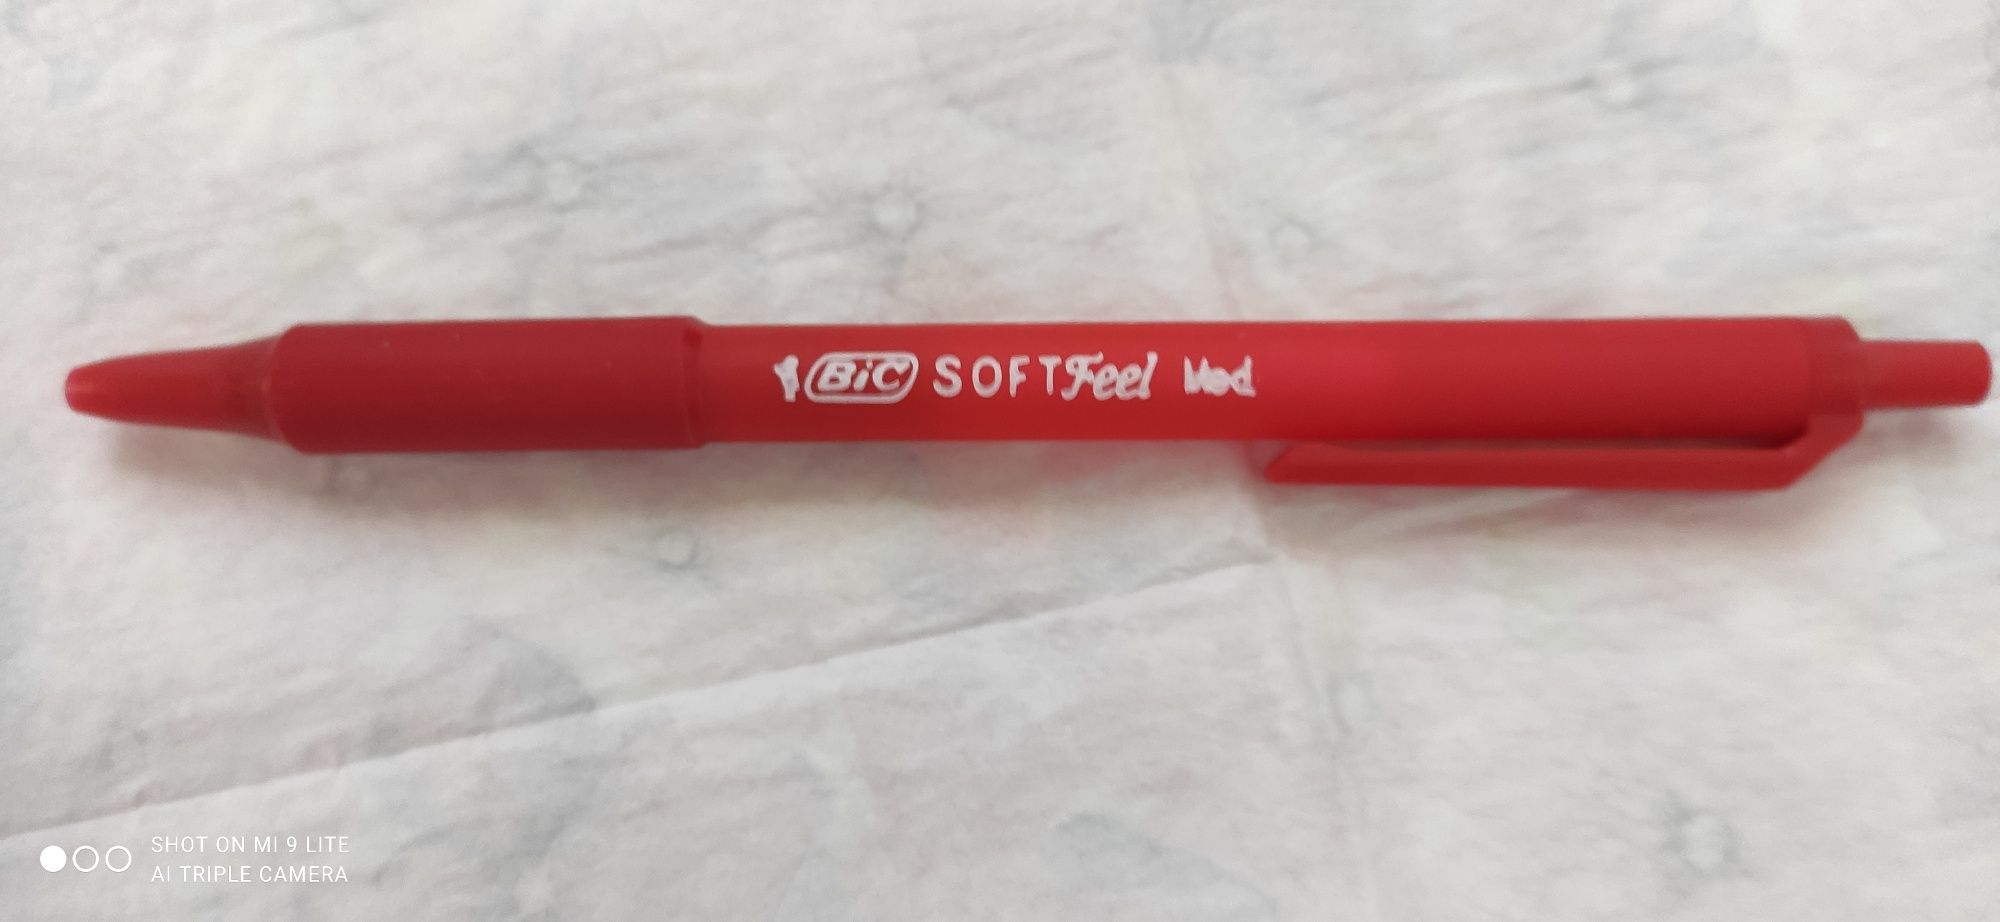 BiC SOFTFeel Med
SHOT ON MI 9 LITE
AI TRIPLE CAMERA